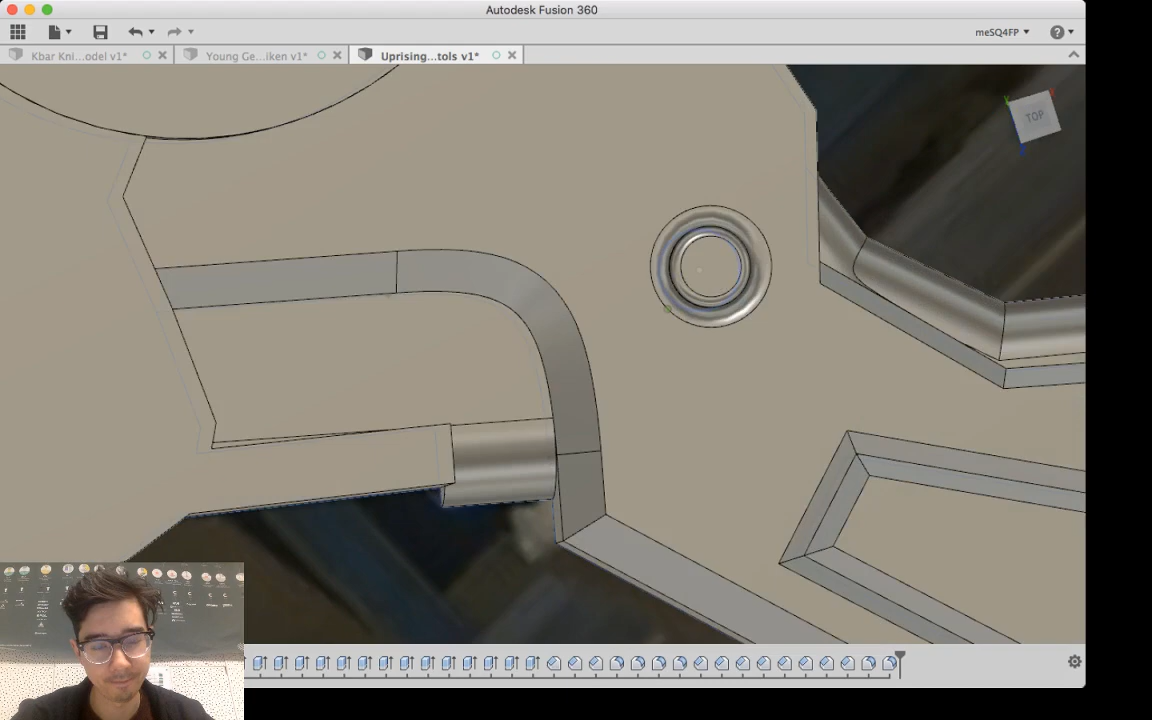 Autodesk Fusion 360
meSQ4FP
Kbar Kni...odel v1*
Young Ge...iken v1*
Uprising...tols v1*
TOP